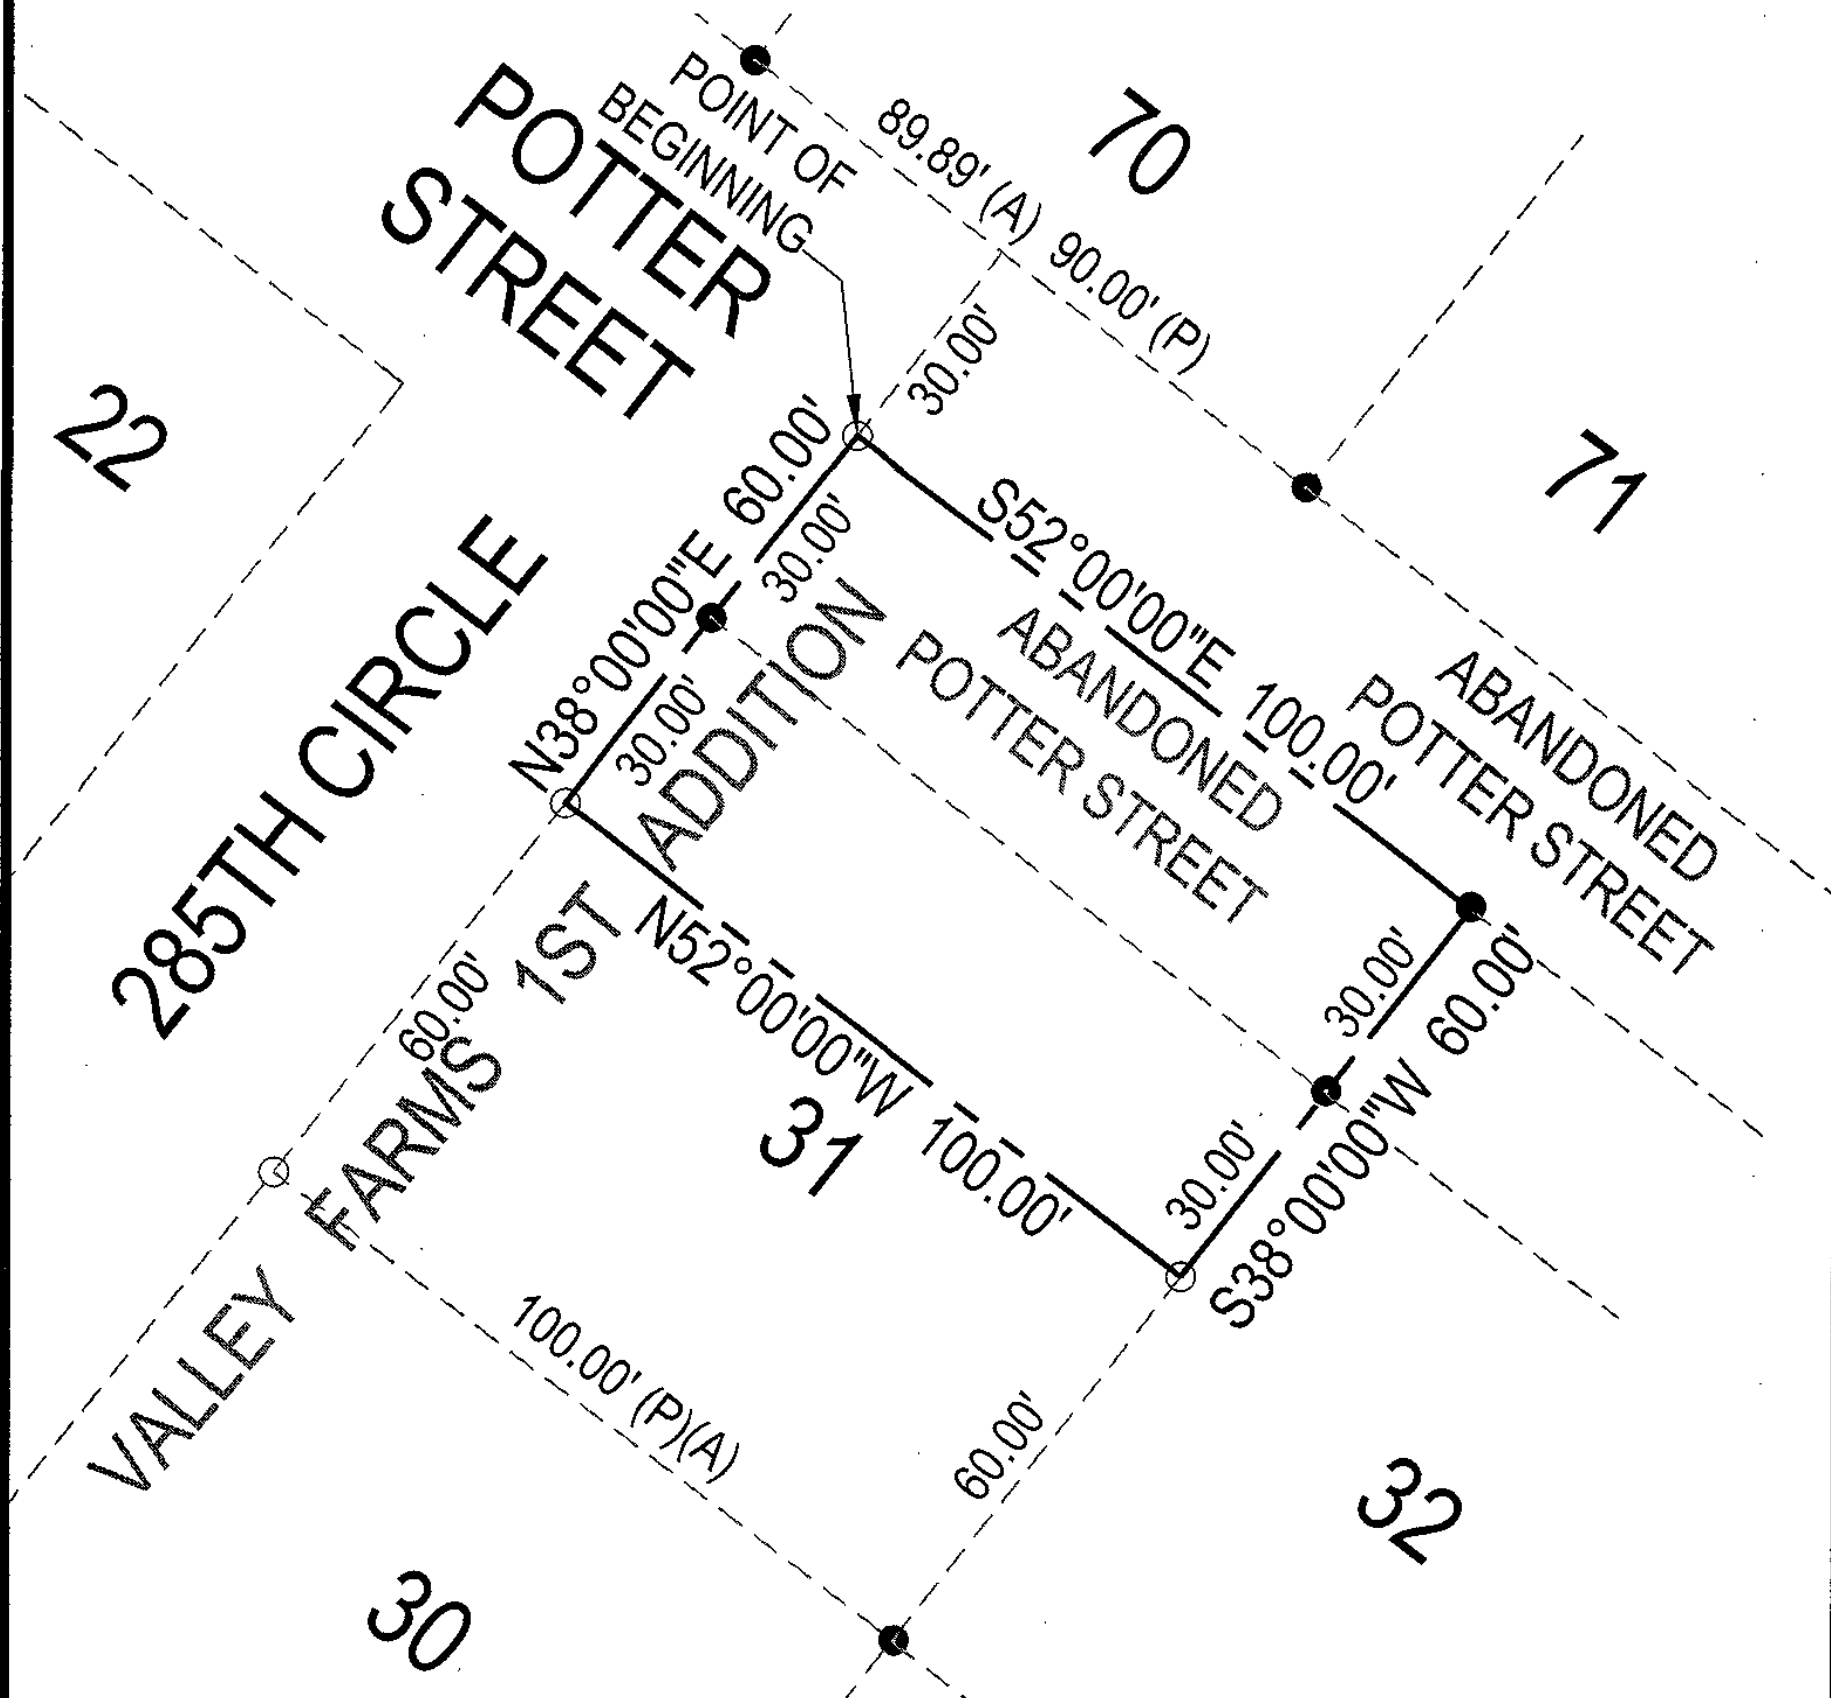 POINT OF
BEGINNING
POTTER
STREET
89.89' (A) 90.00' (P)
70
30.00'
22
71
60.00'
N38°00'00"E
30.00'
30.00'
S52°00'00"E 100.00'
ABANDONED
POTTER STREET
ABANDONED
POTTER STREET
285TH CIRCLE
VALLEY FARMS 1ST ADDITION
N52°00'00"W 100.00'
31
30.00'
30.00'
S38°00'00"W 60.00'
60.00'
100.00' (P)(A)
60.00'
32
30